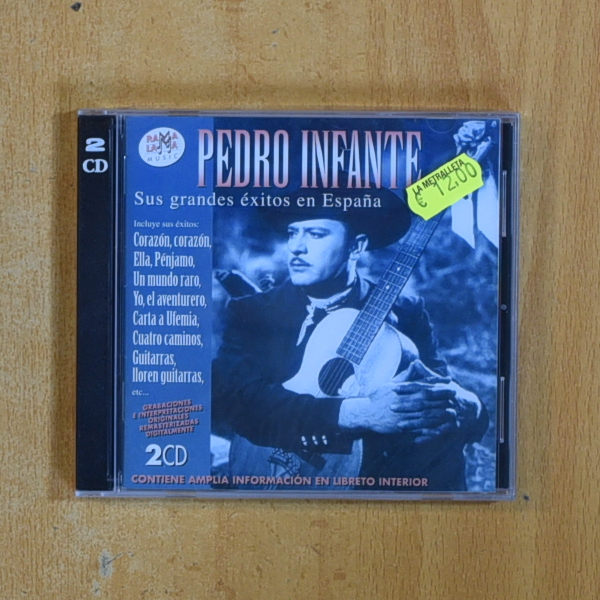 2
CD
RAMA
LAMA
MUSIC
PEDRO INFANTE
LA METRALLETA
€ 12,00
Sus grandes éxitos en España
Incluye sus éxitos:
Corazón, corazón,
Ella, Pénjamo,
Un mundo raro,
Yo, el aventurero,
Carta a Ufemia,
Cuatro caminos,
Guitarras,
lloren guitarras,
etc...
GRABACIONES
E INTERPRETACIONES
ORIGINALES
REMASTERIZADAS
DIGITALMENTE
2CD
CONTIENE AMPLIA INFORMACIÓN EN LIBRETO INTERIOR